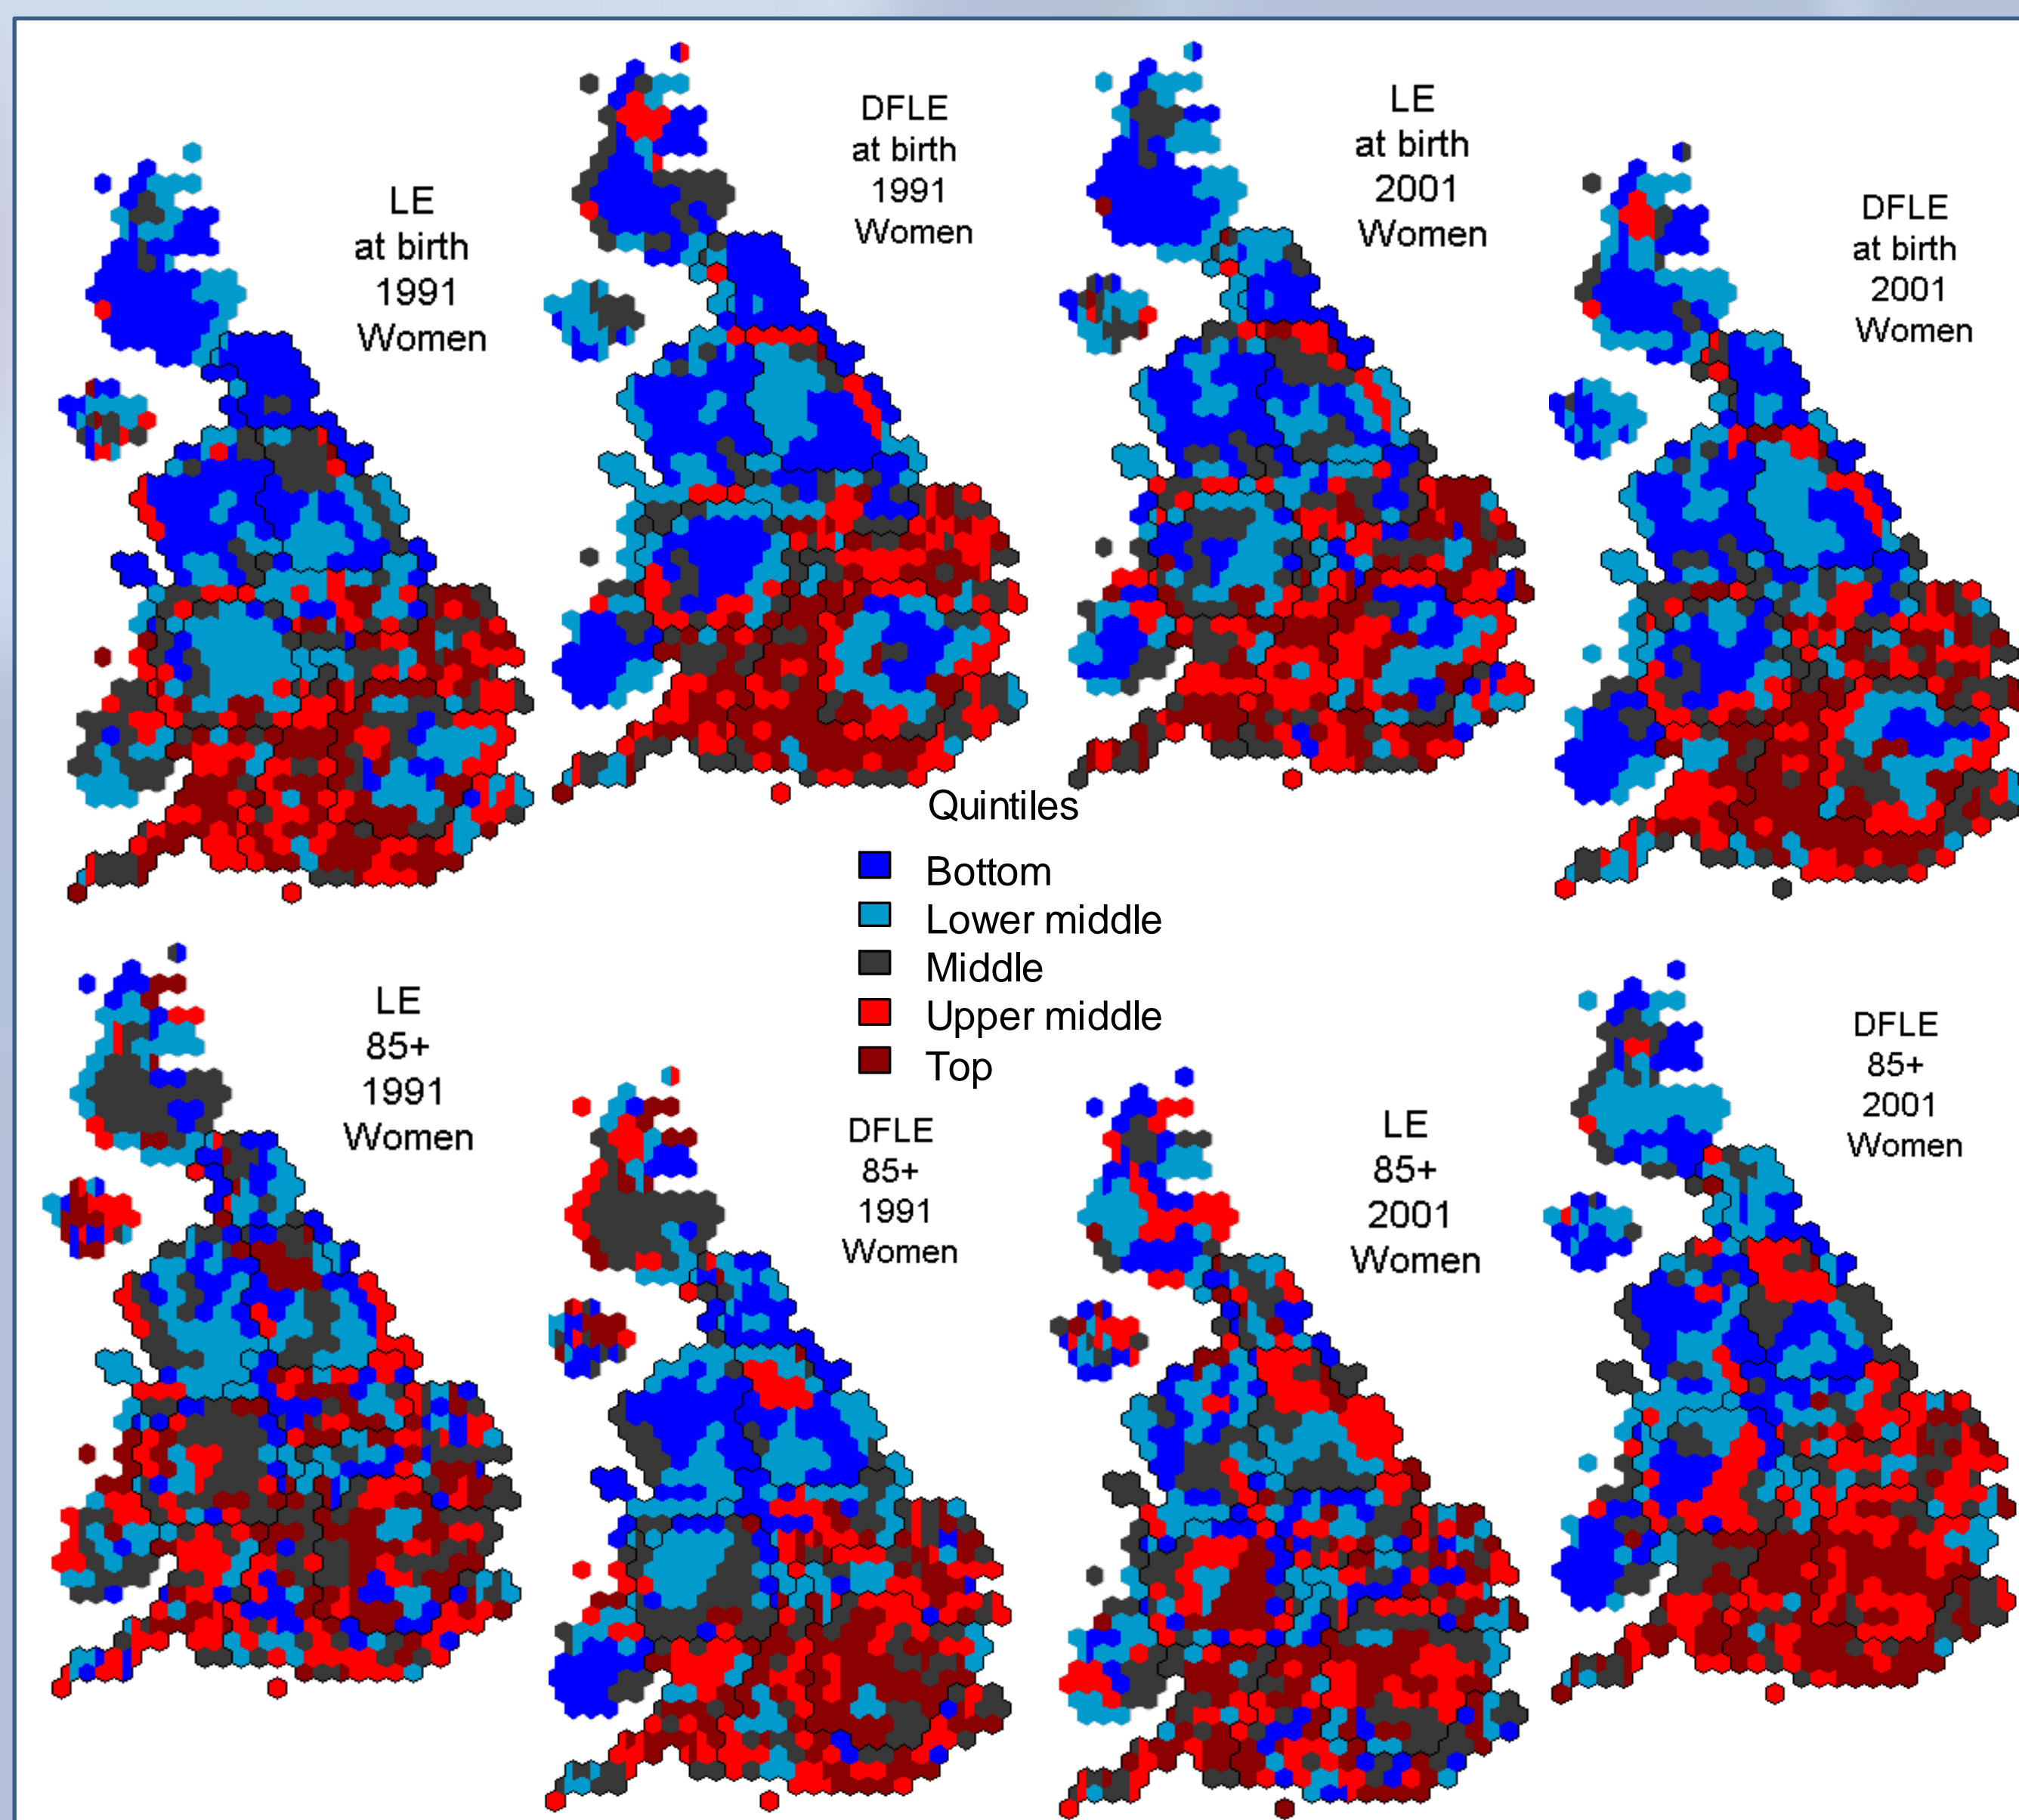 LE
at birth
1991
Women
DFLE
at birth
1991
Women
LE
at birth
2001
Women
DFLE
at birth
2001
Women
Quintiles
Bottom
Lower middle
Middle
Upper middle
Top
LE
85+
1991
Women
DFLE
85+
1991
Women
LE
85+
2001
Women
DFLE
85+
2001
Women